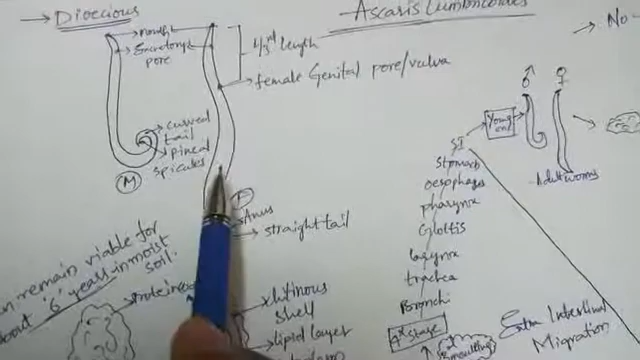 → Dioecious
Ascaris Lumbricoides
→ No
mouth
Excretory
pore
1/3rd length
female Genital pore/vulva
curved
tail
pineal
spicules
M
F
Anus
straight tail
♂ ♀
Young
one
Adult worms
SI
Stomach
oesophagus
pharynx
Glottis
Larynx
trachea
Bronchi
4th stage
Moulting
Extra Intestinal
Migration
n remain viable for
bout '6' years in moist
soil.
chitinous
shell
lipid layer